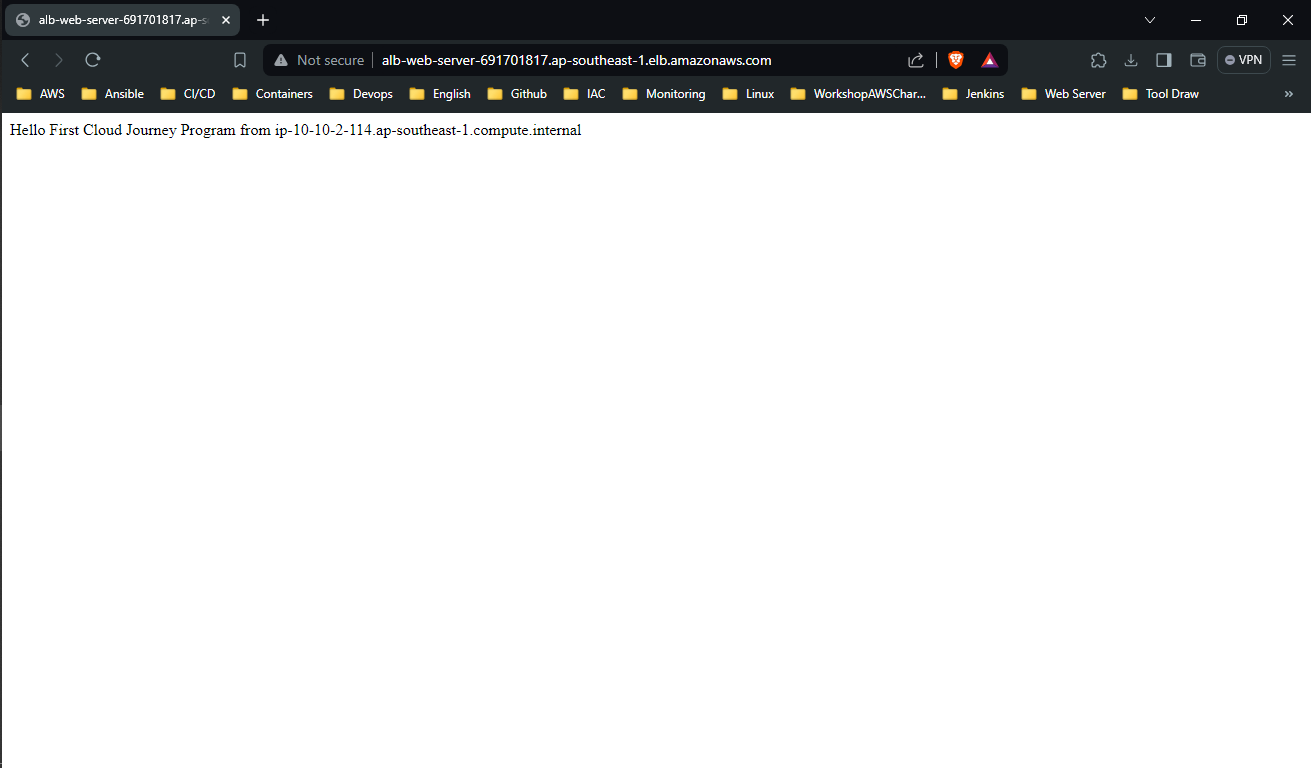 alb-web-server-691701817.ap-s
Not secure alb-web-server-691701817.ap-southeast-1.elb.amazonaws.com VPN
AWS Ansible CI/CD Containers Devops English Github IAC Monitoring Linux WorkshopAWSChar... Jenkins Web Server Tool Draw »
Hello First Cloud Journey Program from ip-10-10-2-114.ap-southeast-1.compute.internal